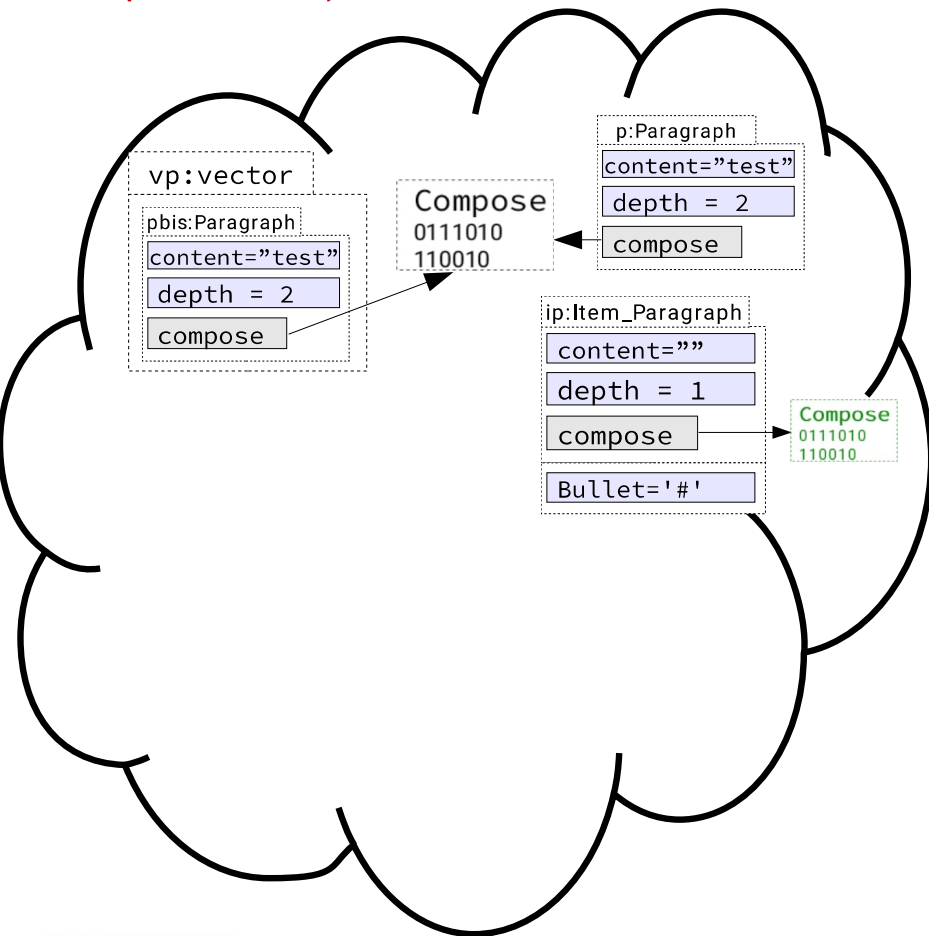 vp:vector
pbis:Paragraph
content=”test”
depth = 2
compose
Compose
0111010
110010
p:Paragraph
content=”test”
depth = 2
compose
ip:Item_Paragraph
content=””
depth = 1
compose
Bullet='#'
Compose
0111010
110010